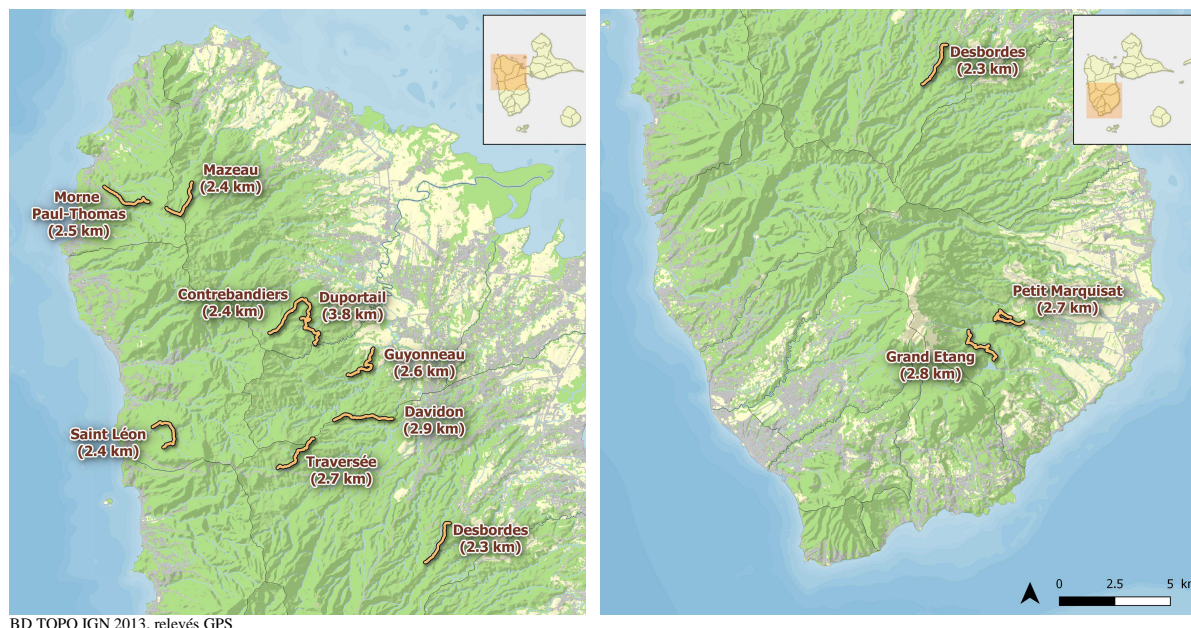 Mazeau
(2.4 km)
Morne
Paul-Thomas
(2.5 km)
Contrebandiers
(2.4 km)
Duportail
(3.8 km)
Guyonneau
(2.6 km)
Davidon
(2.9 km)
Saint Léon
(2.4 km)
Traversée
(2.7 km)
Desbordes
(2.3 km)
Desbordes
(2.3 km)
Petit Marquisat
(2.7 km)
Grand Etang
(2.8 km)
0 2.5 5 km
BD TOPO IGN 2013, relevés GPS